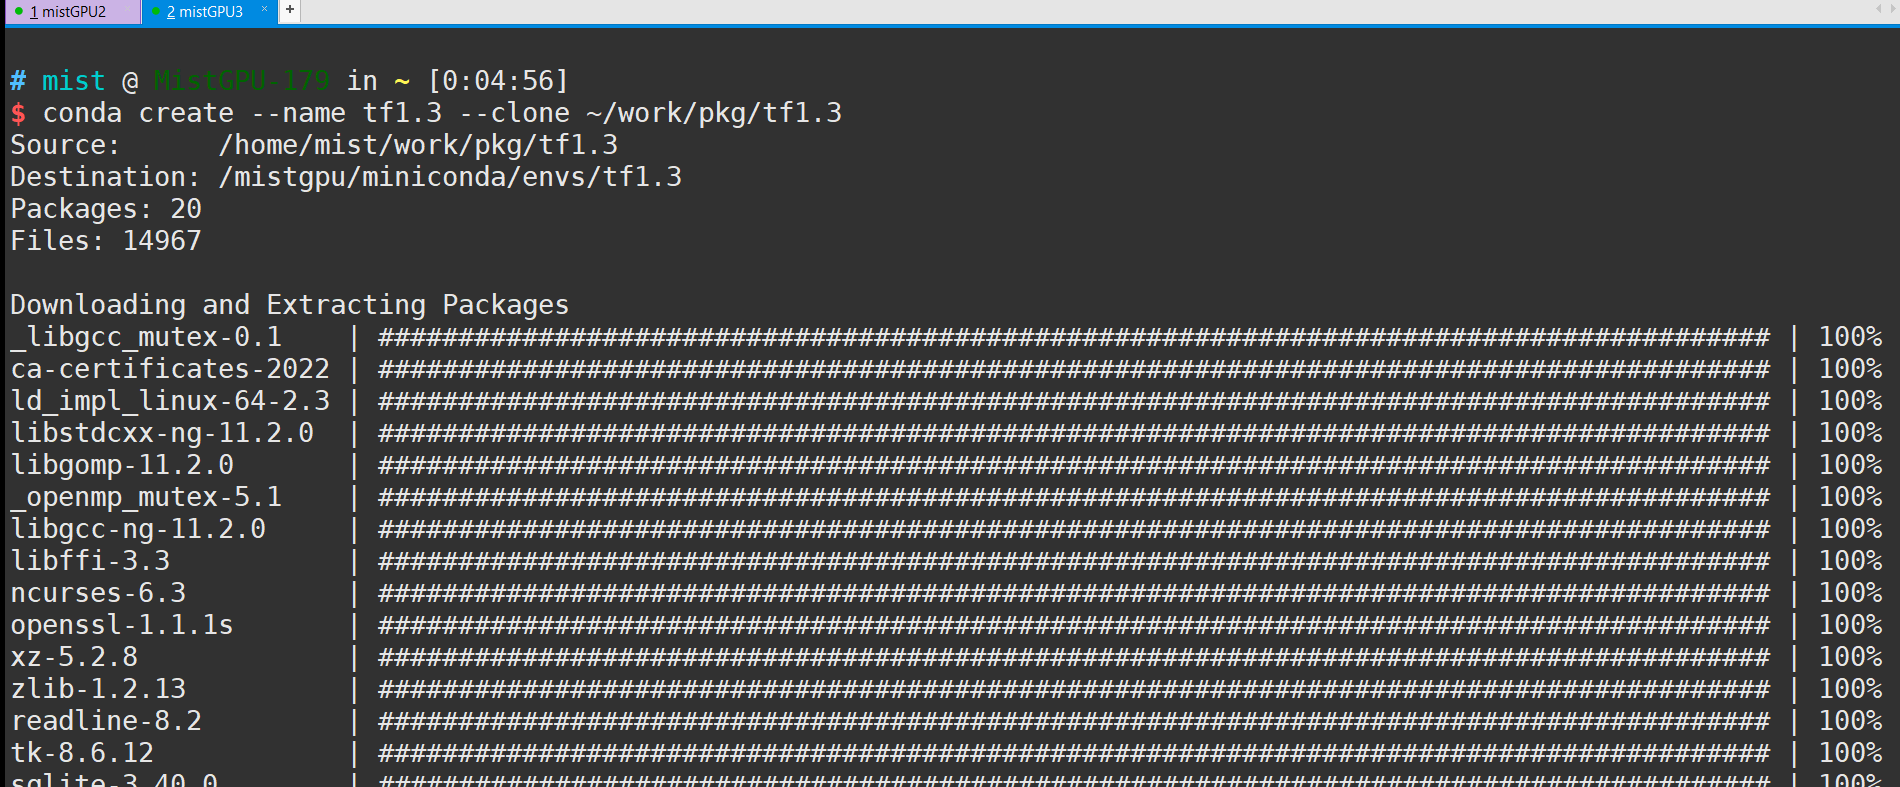 1 mistGPU2
2 mistGPU3 × +
# mist @ MistGPU-179 in ~ [0:04:56]
$ conda create --name tf1.3 --clone ~/work/pkg/tf1.3
Source:      /home/mist/work/pkg/tf1.3
Destination: /mistgpu/miniconda/envs/tf1.3
Packages: 20
Files: 14967
Downloading and Extracting Packages
_libgcc_mutex-0.1    | ####################################################################################### | 100%
ca-certificates-2022 | ####################################################################################### | 100%
ld_impl_linux-64-2.3 | ####################################################################################### | 100%
libstdcxx-ng-11.2.0  | ####################################################################################### | 100%
libgomp-11.2.0       | ####################################################################################### | 100%
_openmp_mutex-5.1    | ####################################################################################### | 100%
libgcc-ng-11.2.0     | ####################################################################################### | 100%
libffi-3.3           | ####################################################################################### | 100%
ncurses-6.3          | ####################################################################################### | 100%
openssl-1.1.1s       | ####################################################################################### | 100%
xz-5.2.8             | ####################################################################################### | 100%
zlib-1.2.13          | ####################################################################################### | 100%
readline-8.2         | ####################################################################################### | 100%
tk-8.6.12            | ####################################################################################### | 100%
sqlite-3.40.0        | ####################################################################################### | 100%